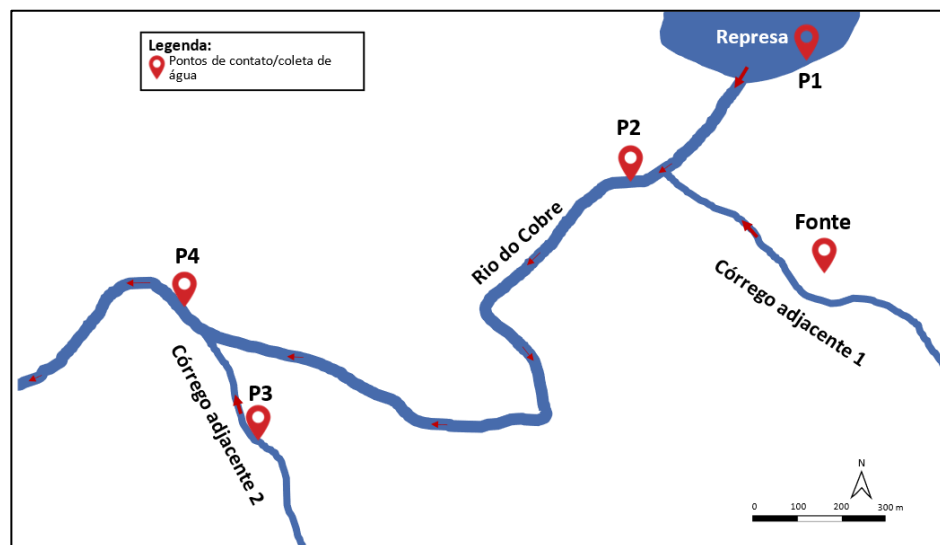 Legenda:
Pontos de contato/coleta de
água
Represa
P1
P2
Fonte
Rio do Cobre
Córrego adjacente 1
P4
P3
Córrego adjacente 2
N
0 100 200 300 m